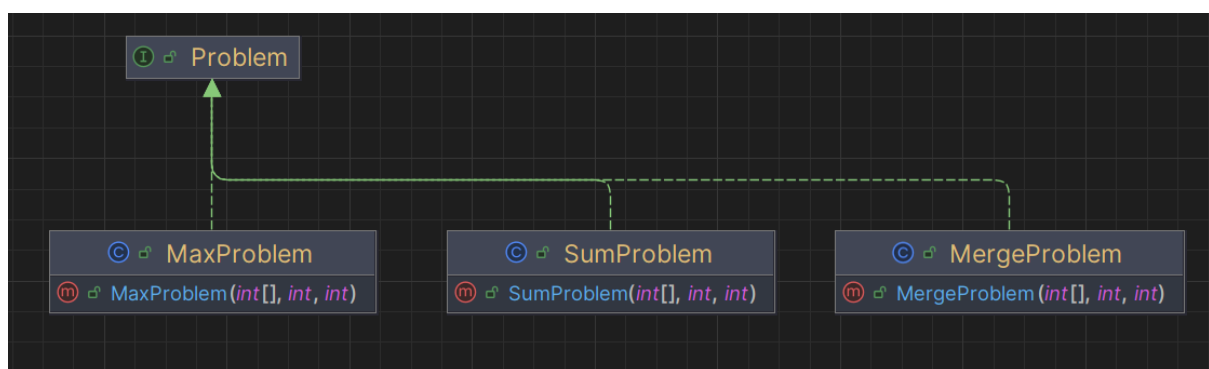 I Problem
C MaxProblem
m MaxProblem(int[], int, int)
C SumProblem
m SumProblem(int[], int, int)
C MergeProblem
m MergeProblem(int[], int, int)